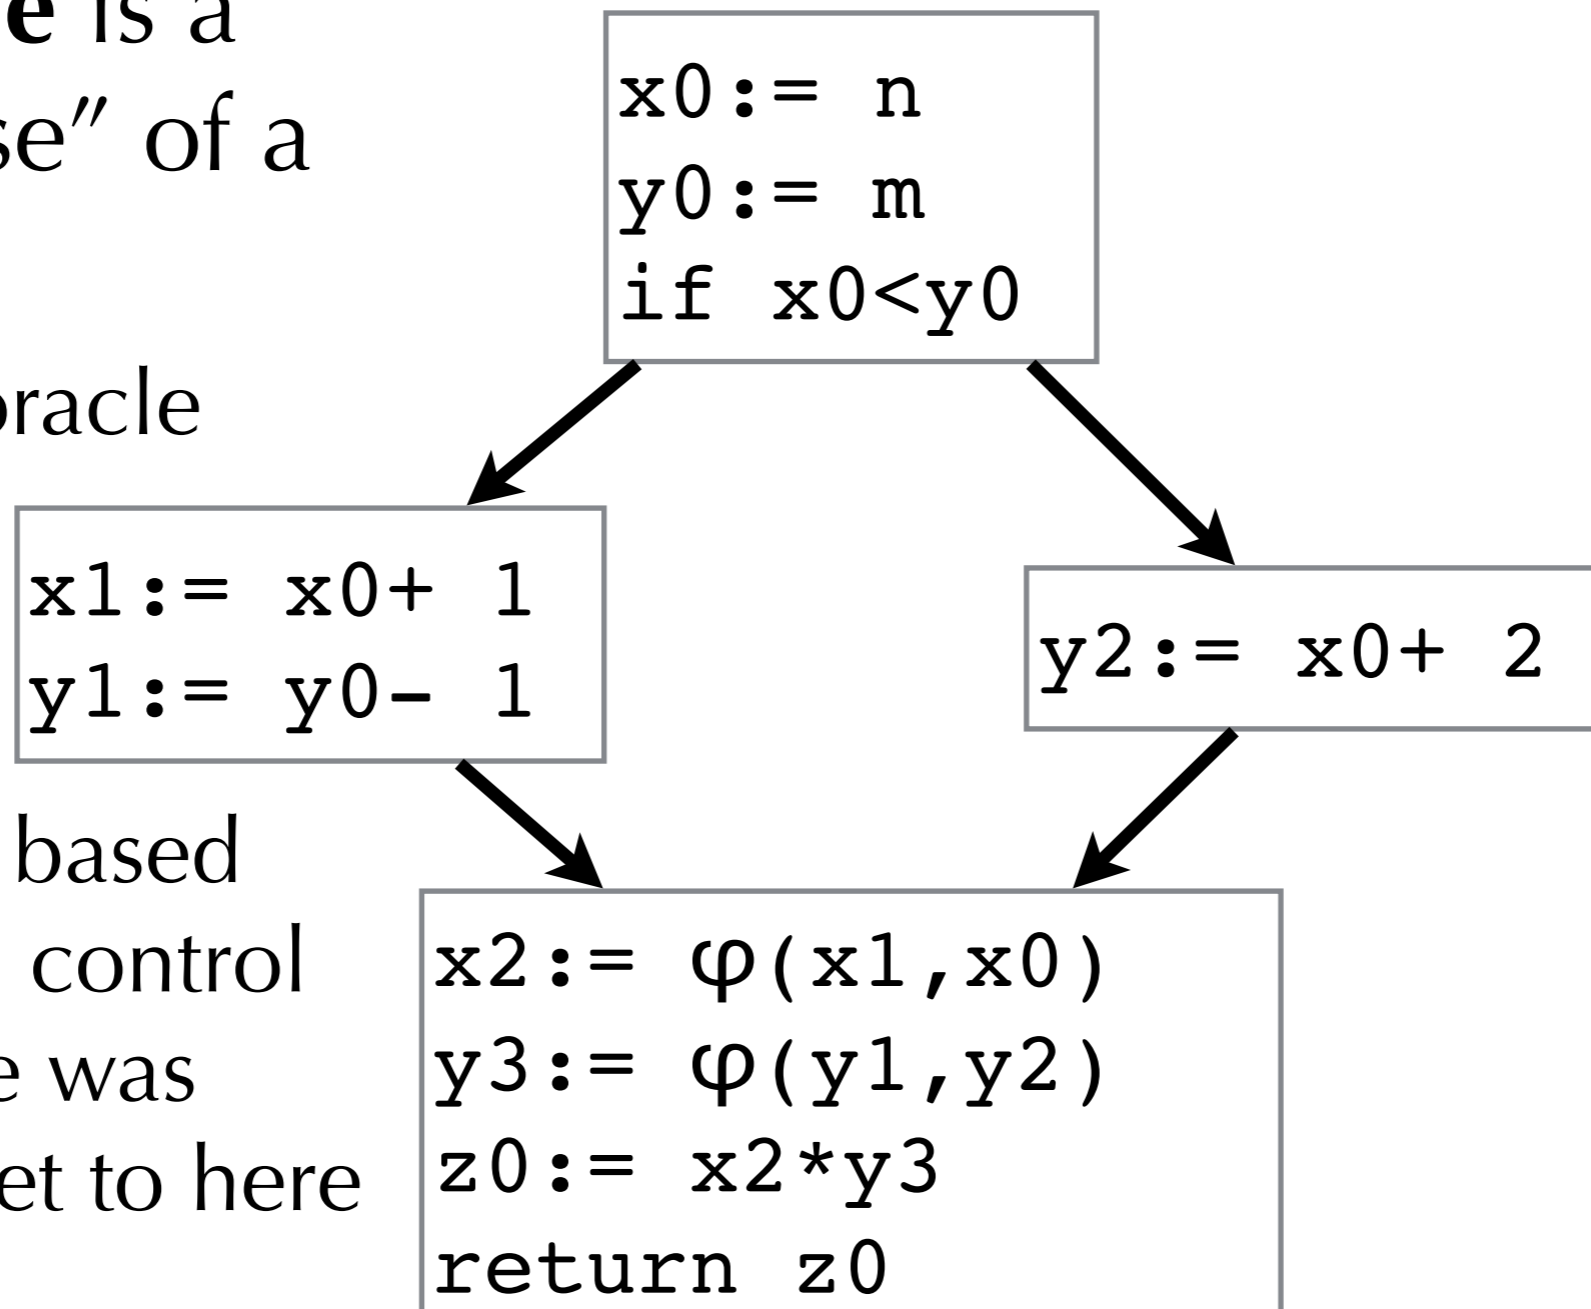 e is a
se” of a
oracle
based
control
e was
et to here
x0:= n
y0:= m
if x0<y0
x1:= x0+ 1
y1:= y0- 1
y2:= x0+ 2
x2:= φ(x1,x0)
y3:= φ(y1,y2)
z0:= x2*y3
return z0